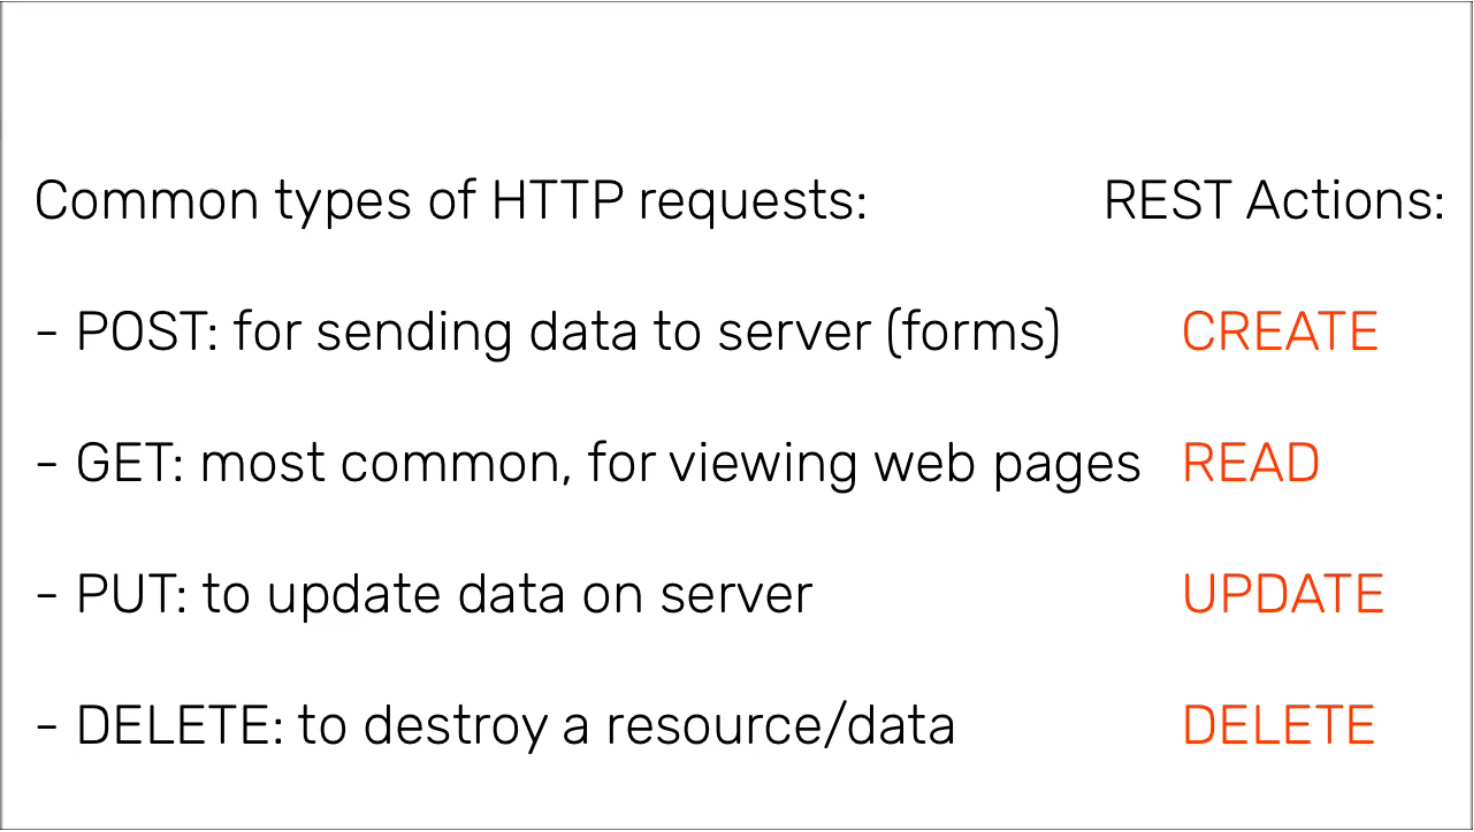 Common types of HTTP requests: REST Actions:
- POST: for sending data to server (forms) CREATE
- GET: most common, for viewing web pages READ
- PUT: to update data on server UPDATE
- DELETE: to destroy a resource/data DELETE